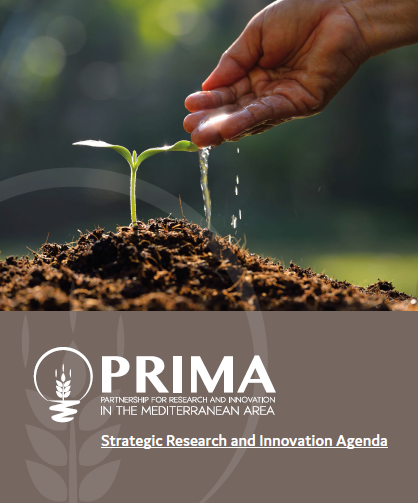 PRIMA
PARTNERSHIP FOR RESEARCH AND INNOVATION
IN THE MEDITERRANEAN AREA
Strategic Research and Innovation Agenda